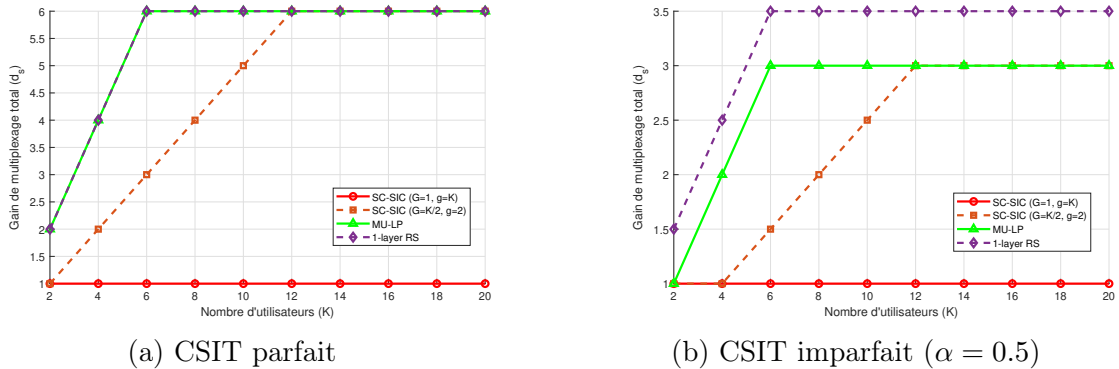 6
5.5
5
4.5
4
3.5
3
2.5
2
1.5
1
Gain de multiplexage total (d_s)
SC-SIC (G=1, g=K)
SC-SIC (G=K/2, g=2)
MU-LP
1-layer RS
2 4 6 8 10 12 14 16 18 20
Nombre d'utilisateurs (K)
(a) CSIT parfait
3.5
3
2.5
2
1.5
1
Gain de multiplexage total (d_s)
SC-SIC (G=1, g=K)
SC-SIC (G=K/2, g=2)
MU-LP
1-layer RS
2 4 6 8 10 12 14 16 18 20
Nombre d'utilisateurs (K)
(b) CSIT imparfait (α = 0.5)